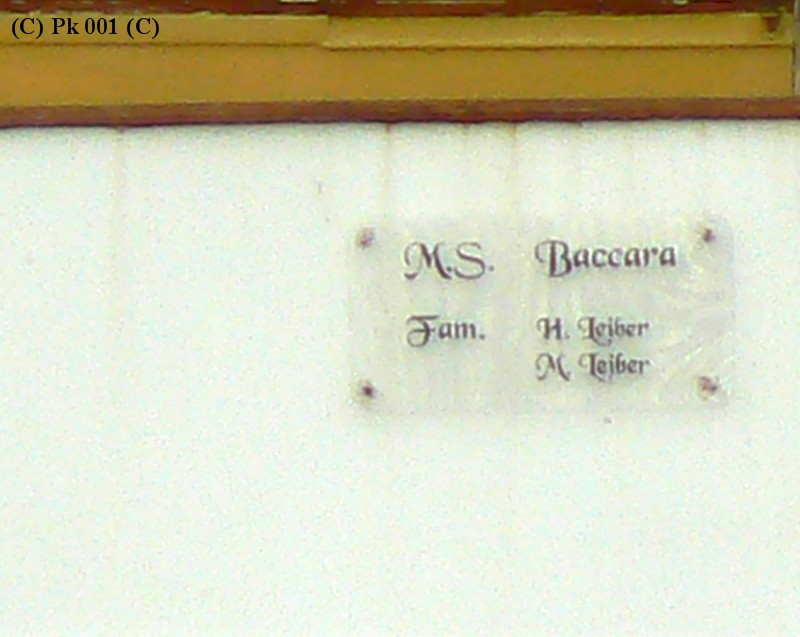 (C) Pk 001 (C)
M.S. Baccara
Fam. H. Leiber
M. Leiber